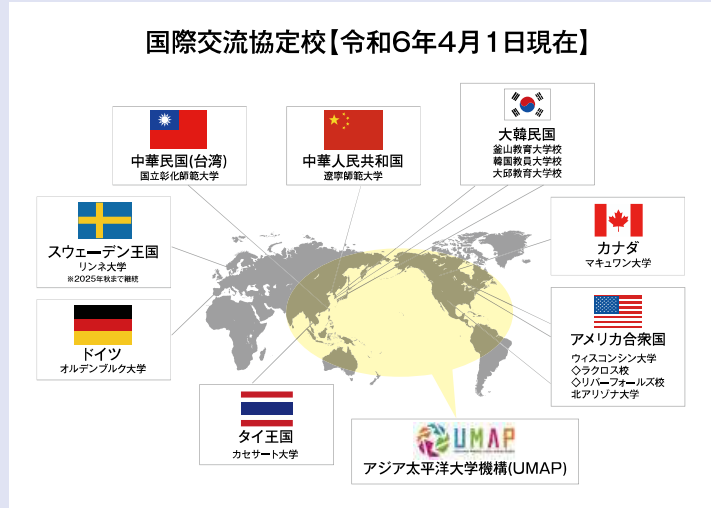 国際交流協定校【令和6年4月1日現在】
中華民国(台湾)
国立彰化師範大学
中華人民共和国
遼寧師範大学
大韓民国
釜山教育大学校
韓国教員大学校
大邱教育大学校
スウェーデン王国
リンネ大学
※2025年秋まで継続
カナダ
マキュワン大学
ドイツ
オルデンブルク大学
アメリカ合衆国
ウィスコンシン大学
◇ラクロス校
◇リバーフォールズ校
北アリゾナ大学
タイ王国
カセサート大学
UMAP
アジア太平洋大学機構(UMAP)